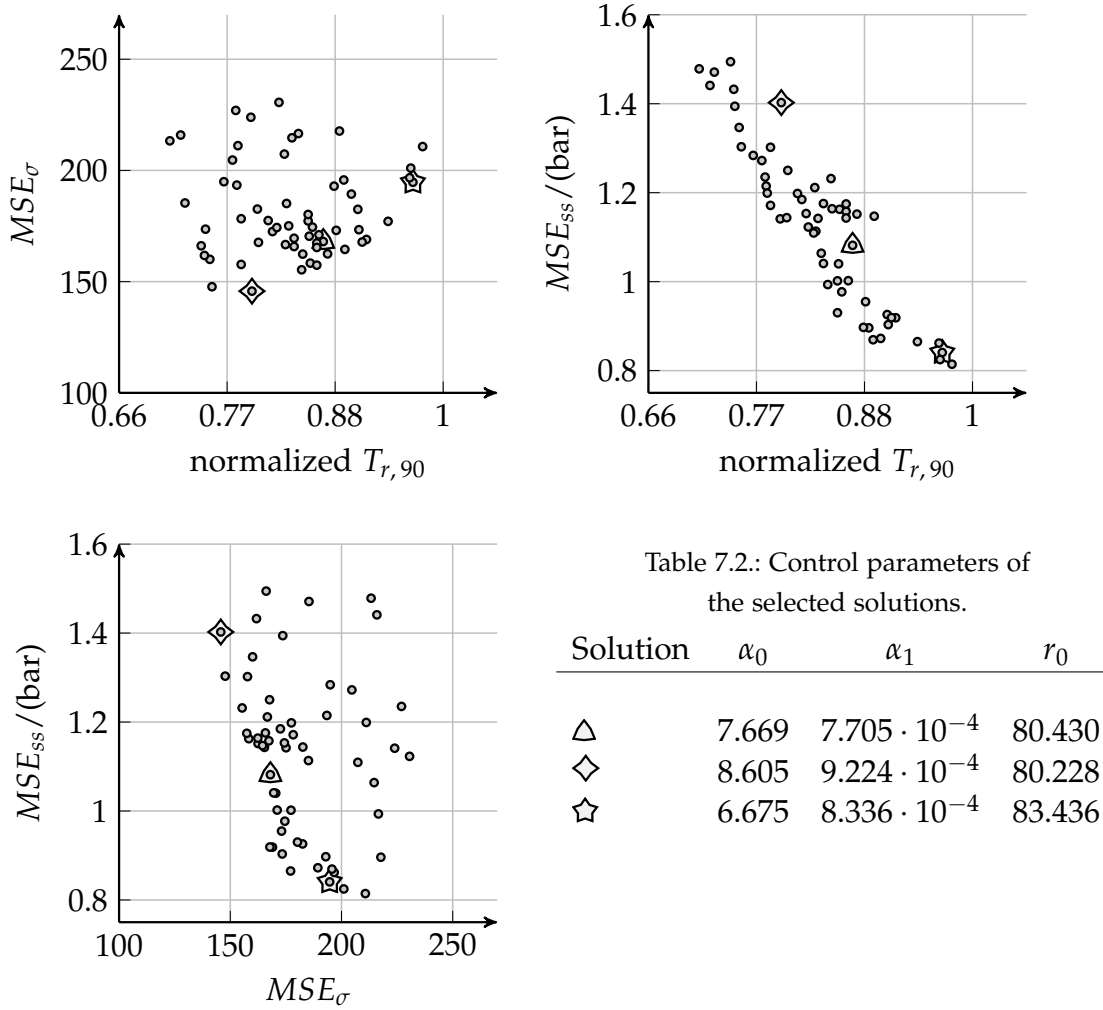 250
200
150
100
MSEσ
0.66 0.77 0.88 1
normalized Tr, 90
1.6
1.4
1.2
1
0.8
MSEss/(bar)
0.66 0.77 0.88 1
normalized Tr, 90
1.6
1.4
1.2
1
0.8
MSEss/(bar)
100 150 200 250
MSEσ
Table 7.2.: Control parameters of
the selected solutions.
Solution α0 α1 r0
7.669 7.705 · 10−4 80.430
8.605 9.224 · 10−4 80.228
6.675 8.336 · 10−4 83.436